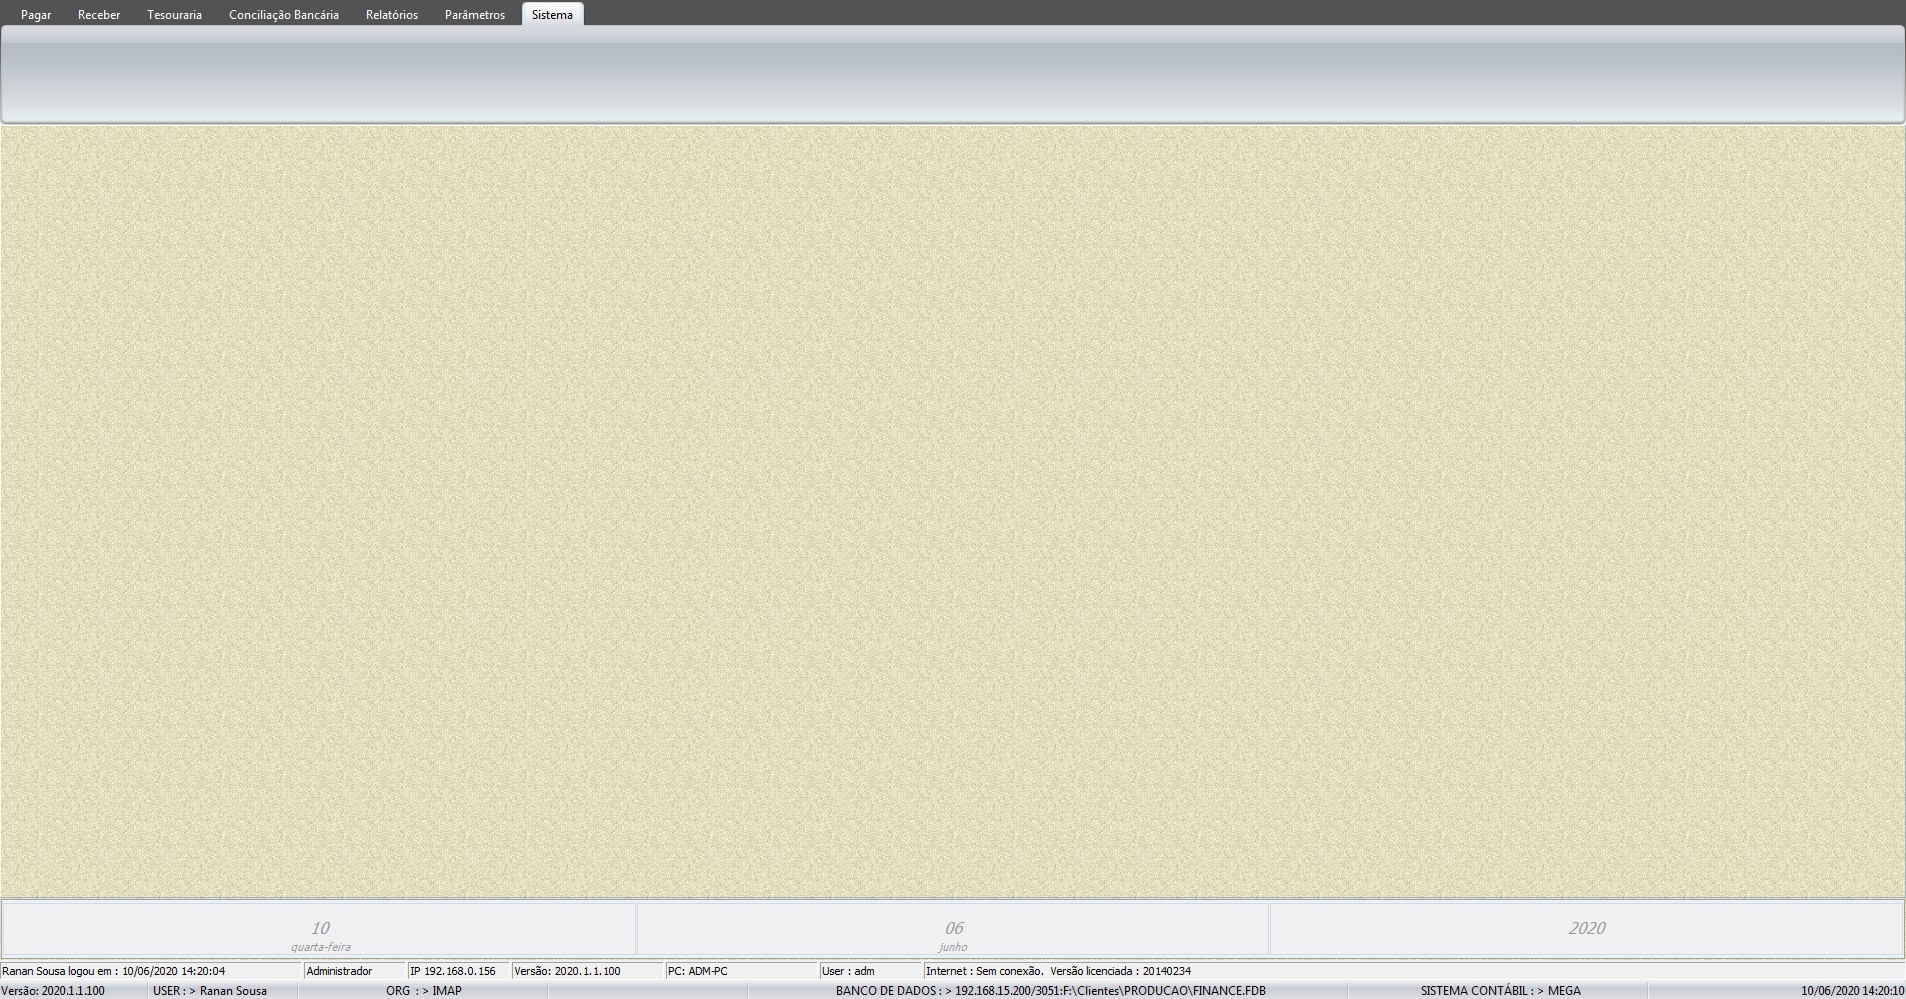 Pagar Receber Tesouraria Conciliação Bancária Relatórios Parâmetros Sistema
10 06 2020
quarta-feira junho
Ranan Sousa logou em : 10/06/2020 14:20:04 Administrador IP 192.168.0.156 Versão: 2020.1.1.100 PC: ADM-PC User : adm Internet : Sem conexão. Versão licenciada : 20140234
Versão: 2020.1.1.100 USER : > Ranan Sousa ORG : > IMAP BANCO DE DADOS : > 192.168.15.200/3051:F:\Clientes\PRODUCAO\FINANCE.FDB SISTEMA CONTÁBIL : > MEGA 10/06/2020 14:20:10